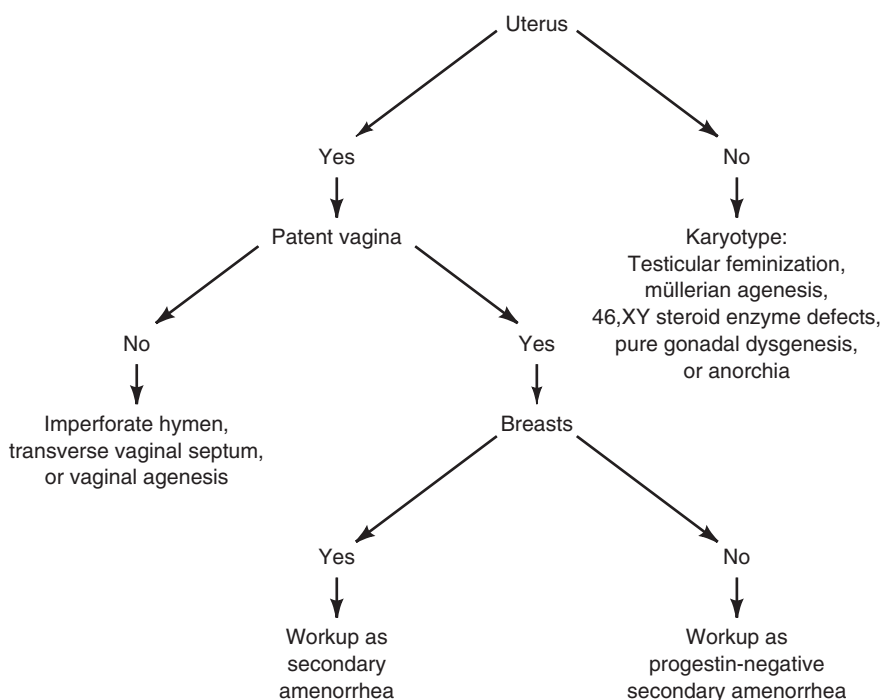 Uterus
Yes
No
Patent vagina
Karyotype:
Testicular feminization,
müllerian agenesis,
46,XY steroid enzyme defects,
pure gonadal dysgenesis,
or anorchia
No
Yes
Imperforate hymen,
transverse vaginal septum,
or vaginal agenesis
Breasts
Yes
No
Workup as
secondary
amenorrhea
Workup as
progestin-negative
secondary amenorrhea